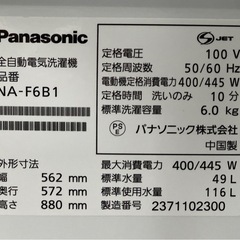 Panasonic
全自動電気洗濯機
品番
NA-F6B1
JET
定格電圧 100 V
定格周波数 50/60 Hz
電動機定格消費電力 400/445 W
定格時間 洗いのみ 10分
標準洗濯容量 6.0 kg
PS
E
パナソニック株式会社
中国製
外形寸法
幅 562 mm
奥行 572 mm
高さ 880 mm
最大消費電力 400/445 W
標準水量 49 L
標準使用水量 116 L
製造番号 2371102300